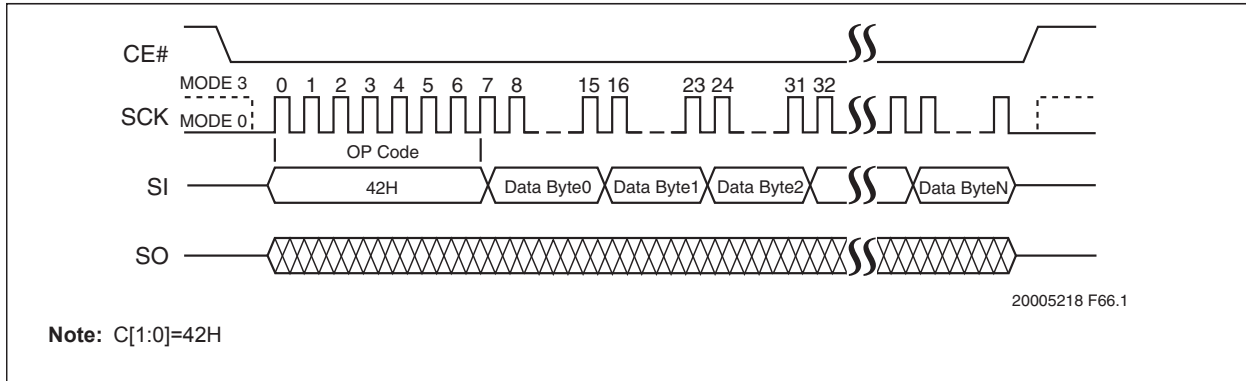 CE#
MODE 3 0 1 2 3 4 5 6 7 8 15 16 23 24 31 32
SCK MODE 0
OP Code
SI 42H Data Byte0 Data Byte1 Data Byte2 Data ByteN
SO
20005218 F66.1
Note: C[1:0]=42H